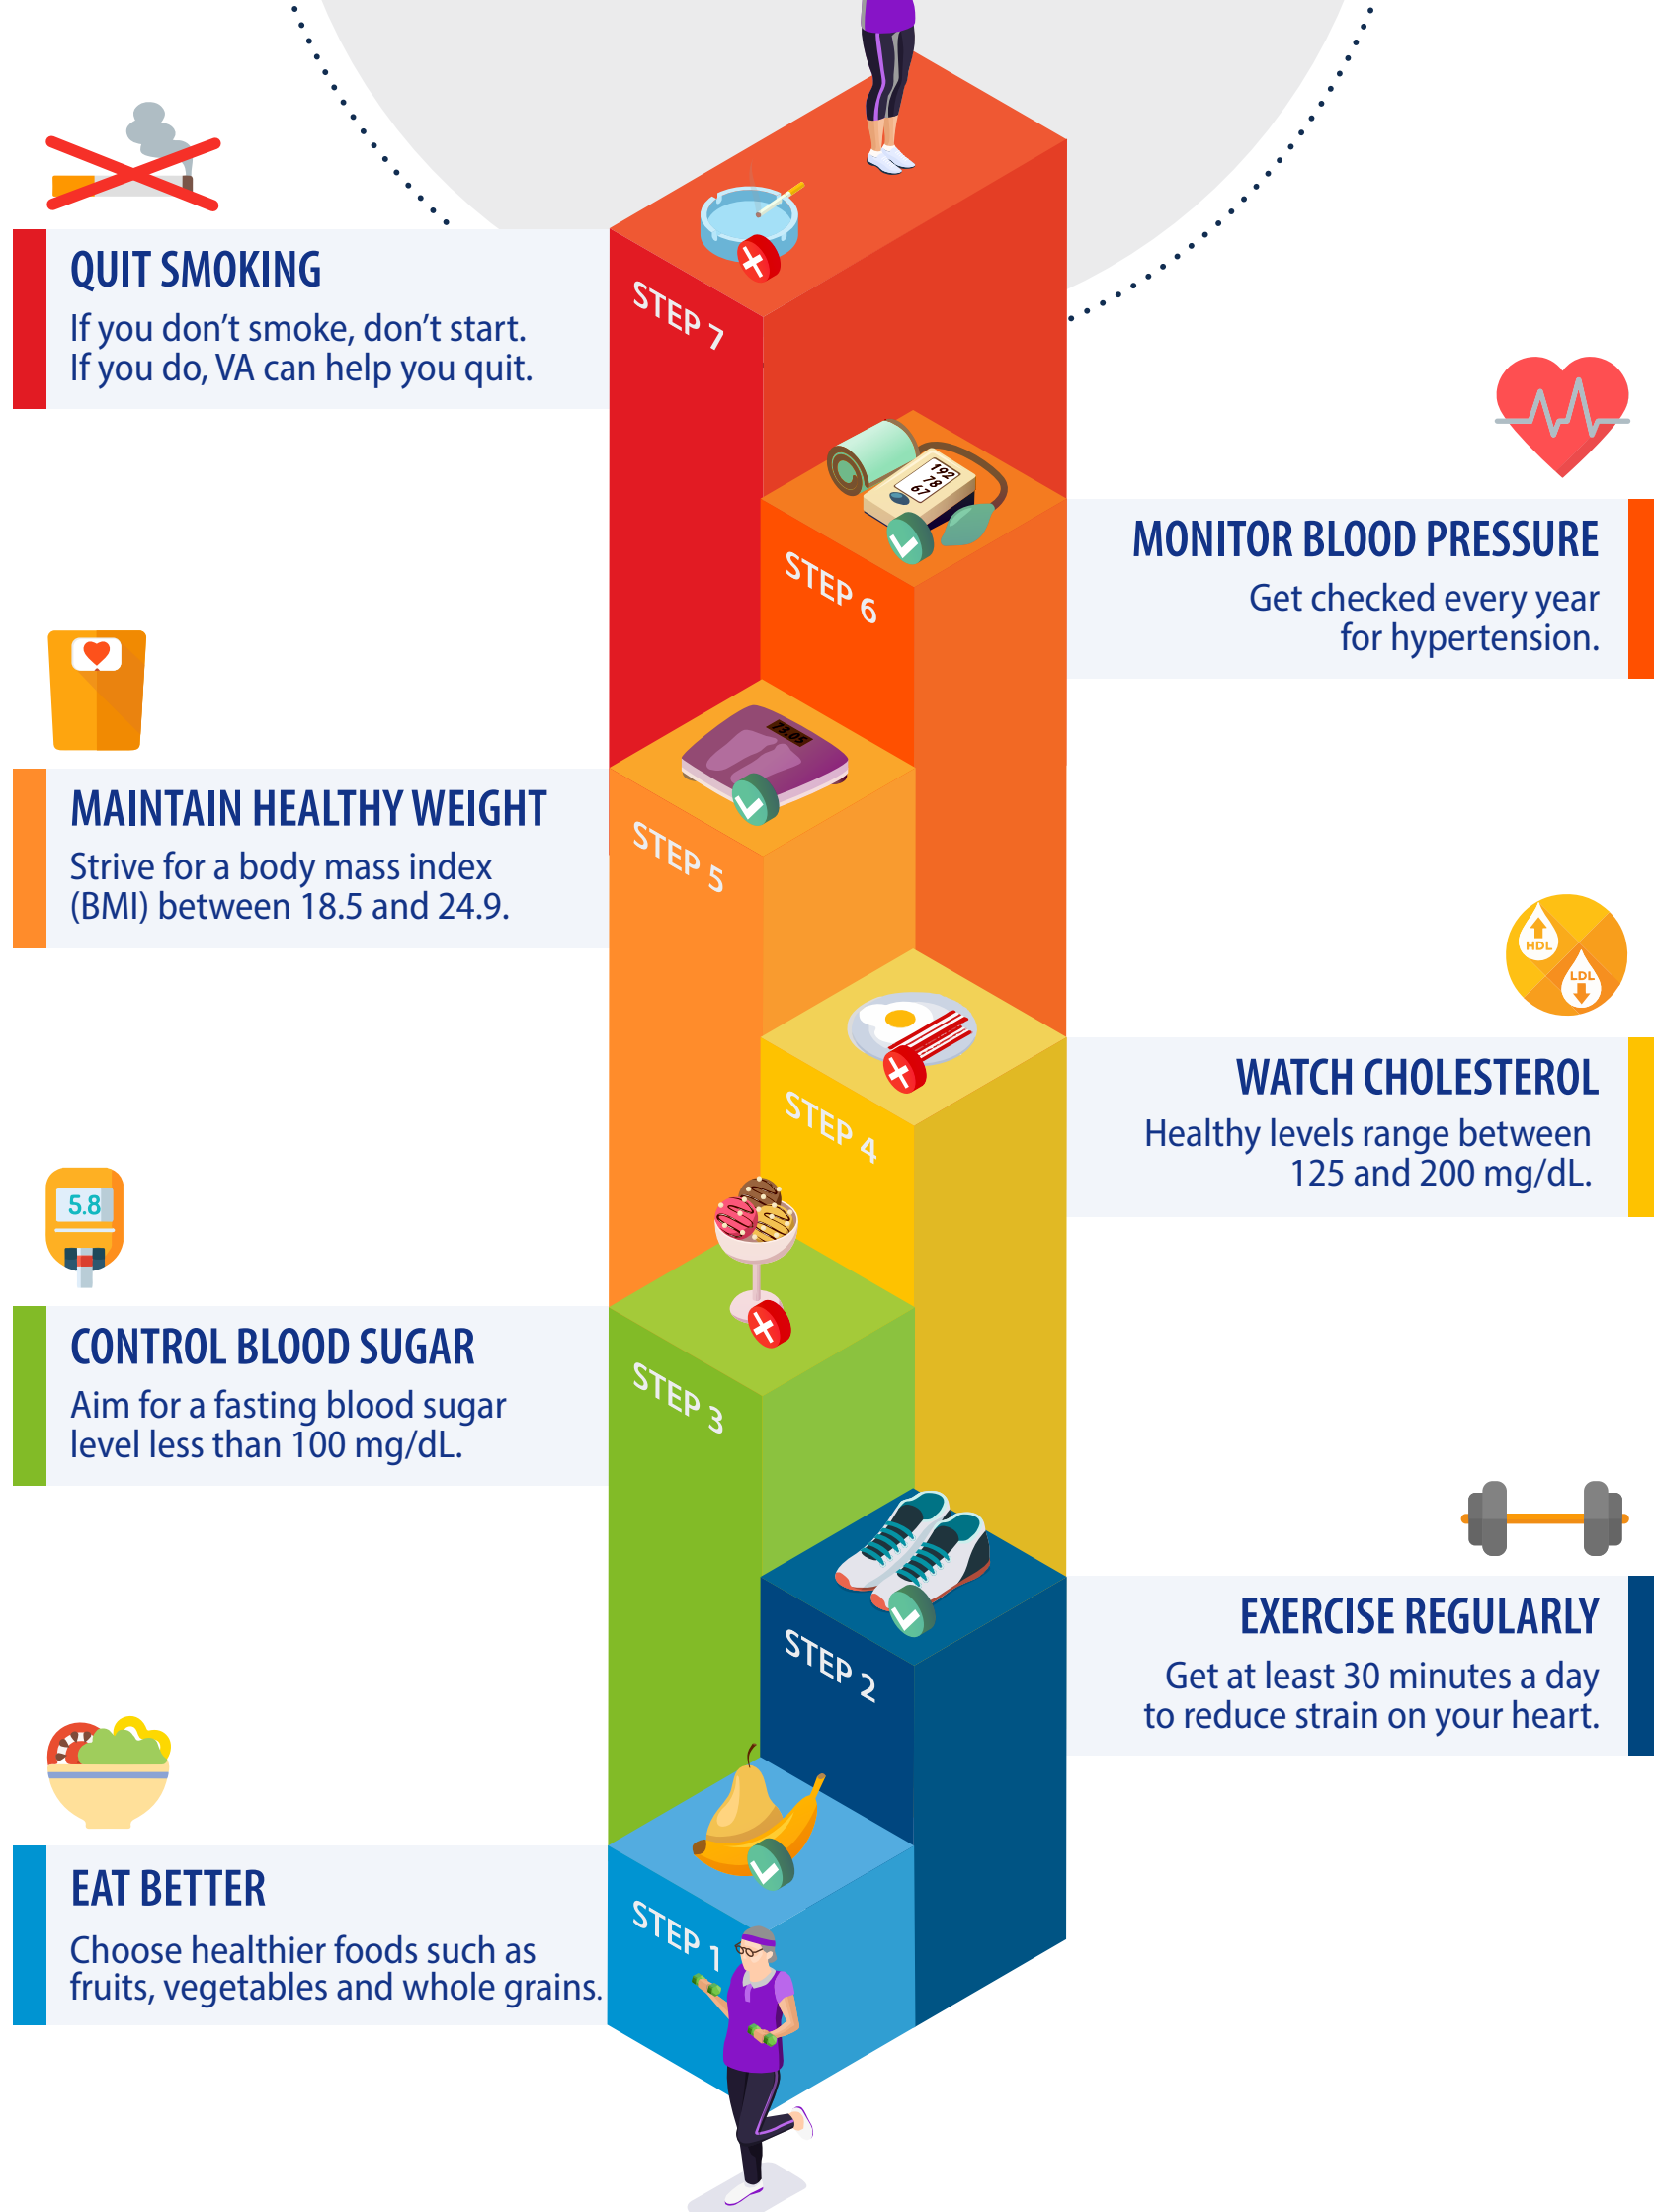 QUIT SMOKING
If you don't smoke, don't start.
If you do, VA can help you quit.
STEP 7
192
78
67
MONITOR BLOOD PRESSURE
Get checked every year
for hypertension.
STEP 6
73.05
MAINTAIN HEALTHY WEIGHT
Strive for a body mass index
(BMI) between 18.5 and 24.9.
STEP 5
HDL
LDL
WATCH CHOLESTEROL
Healthy levels range between
125 and 200 mg/dL.
STEP 4
5.8
CONTROL BLOOD SUGAR
Aim for a fasting blood sugar
level less than 100 mg/dL.
STEP 3
EXERCISE REGULARLY
Get at least 30 minutes a day
to reduce strain on your heart.
STEP 2
EAT BETTER
Choose healthier foods such as
fruits, vegetables and whole grains.
STEP 1